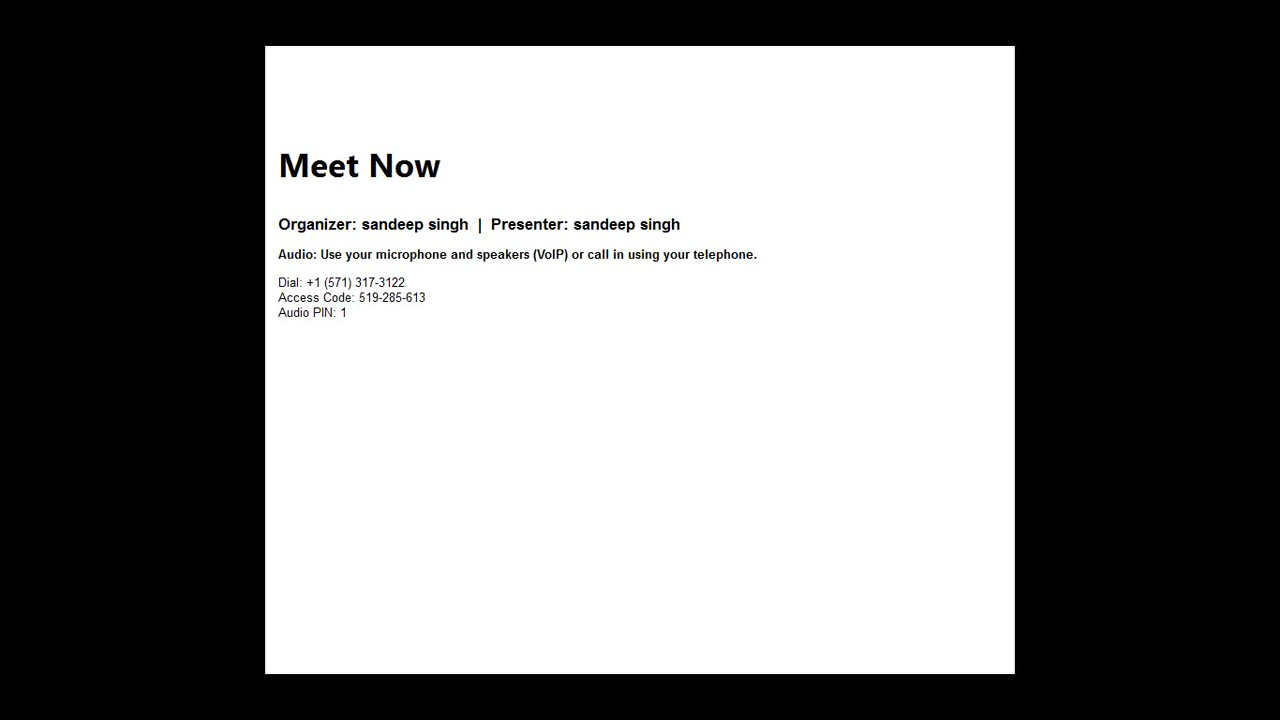 Meet Now
Organizer: sandeep singh | Presenter: sandeep singh
Audio: Use your microphone and speakers (VoIP) or call in using your telephone.
Dial: +1 (571) 317-3122
Access Code: 519-285-613
Audio PIN: 1